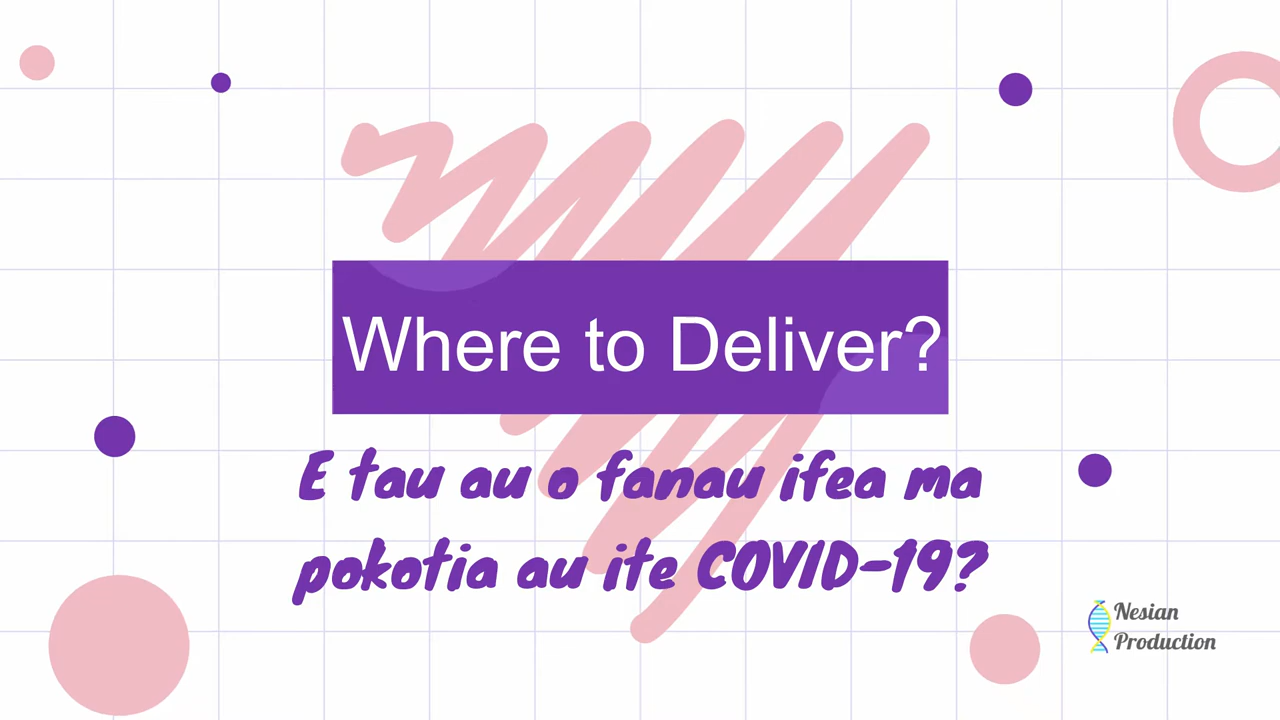 Where to Deliver?
E tau au o fanau ifea ma
pokotia au ite COVID-19?
Nesian
Production